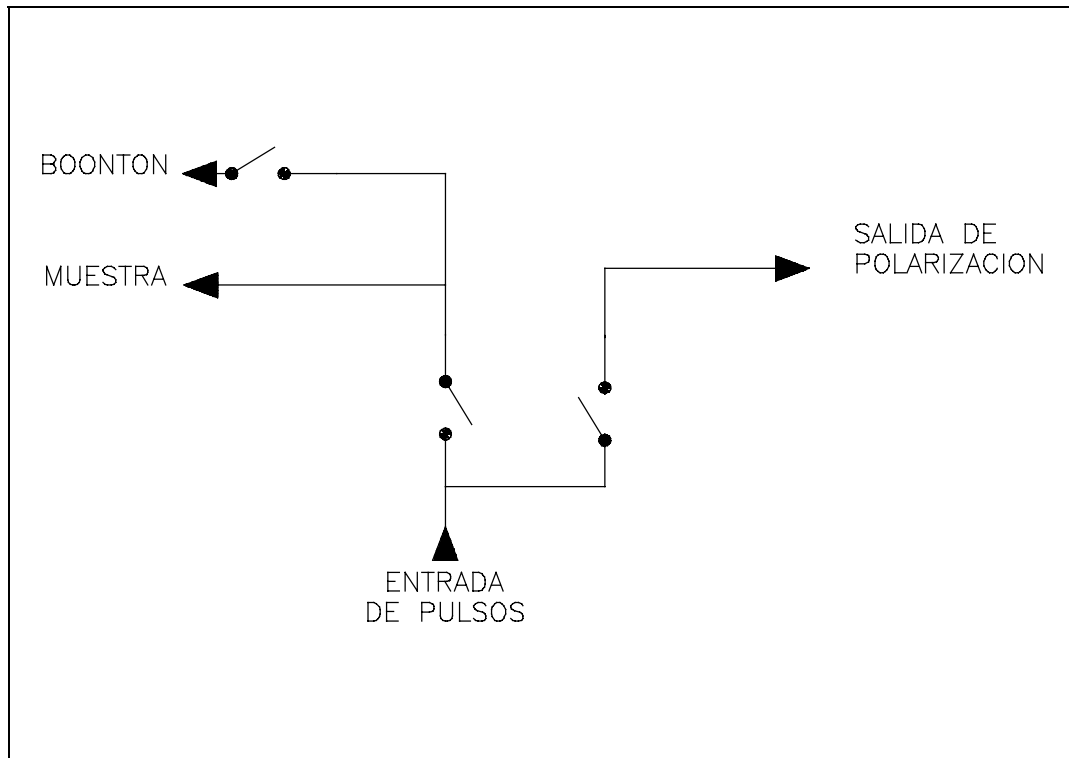 BOONTON
MUESTRA
SALIDA DE
POLARIZACION
ENTRADA
DE PULSOS